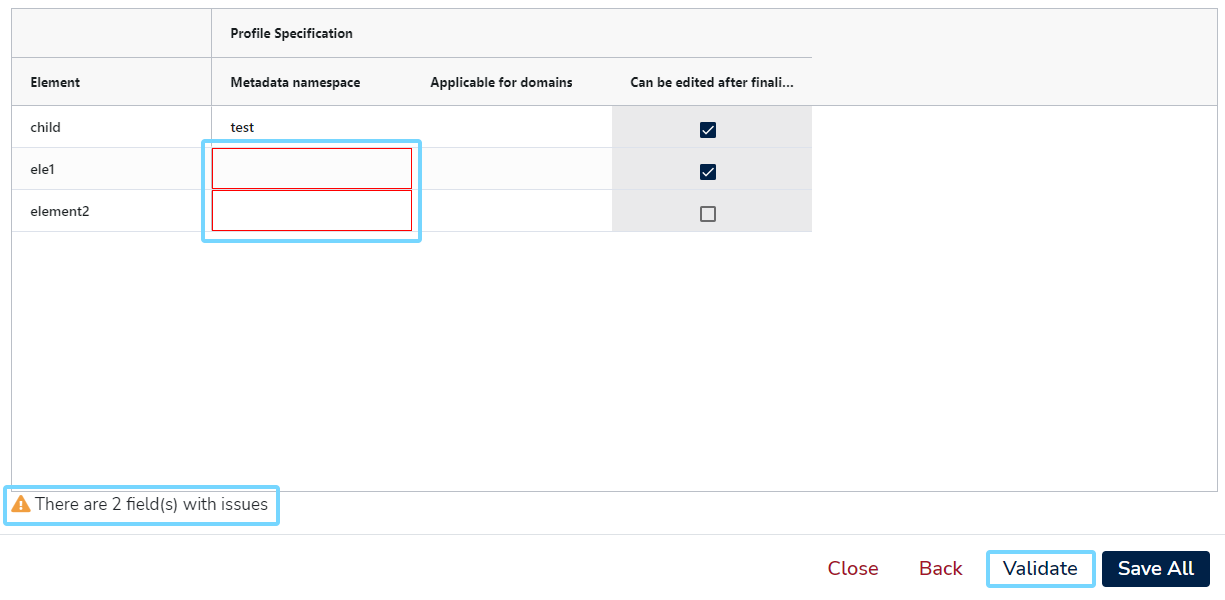 Profile Specification
Element Metadata namespace Applicable for domains Can be edited after finali...
child test
ele1
element2
There are 2 field(s) with issues
Close Back Validate Save All